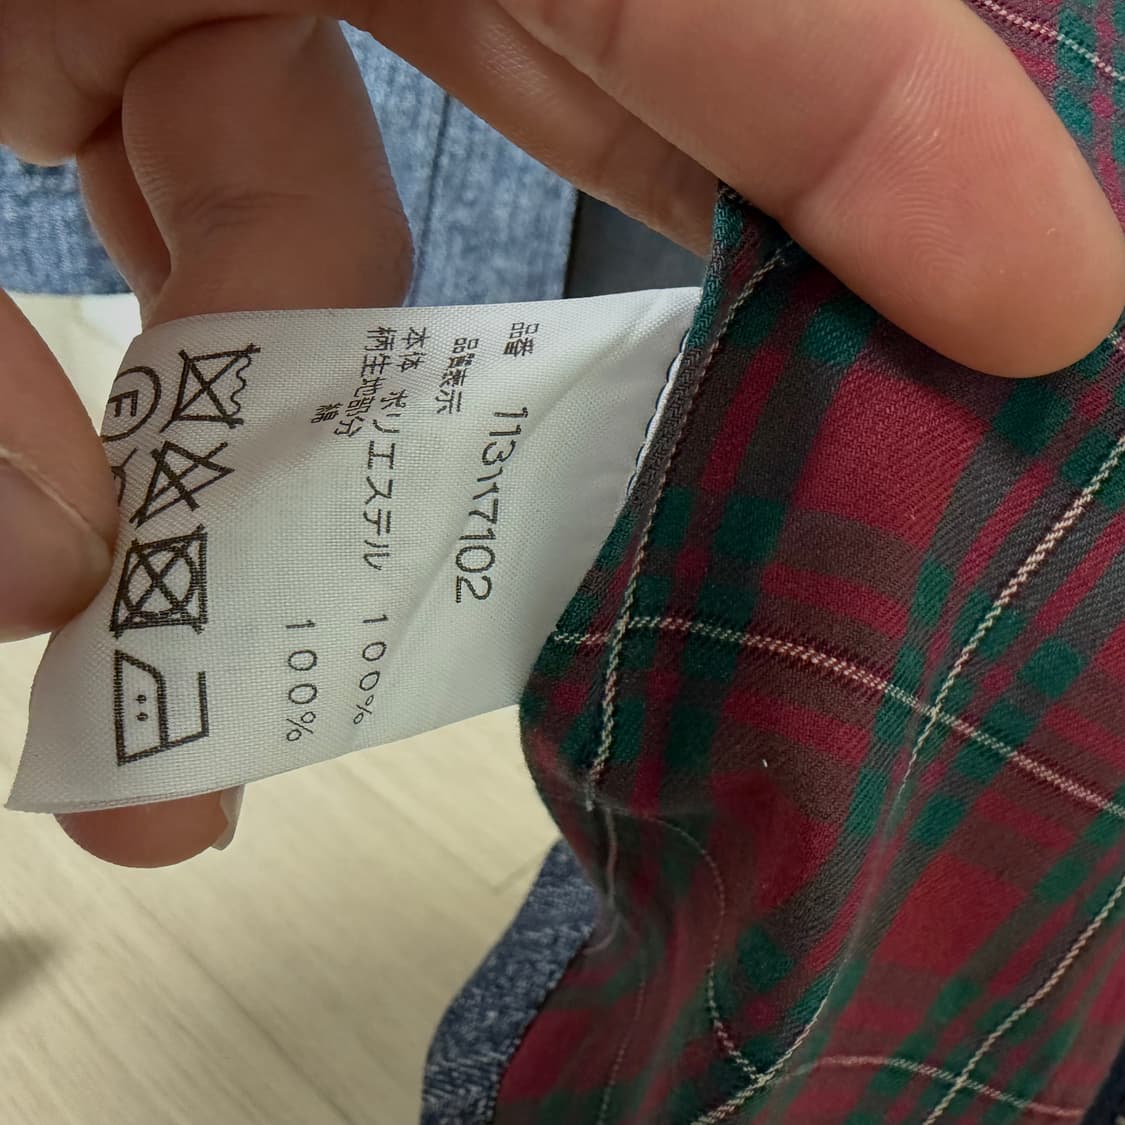 品番 113117102
品質表示
本体 ポリエステル 100%
柄生地部分
綿 100%
F